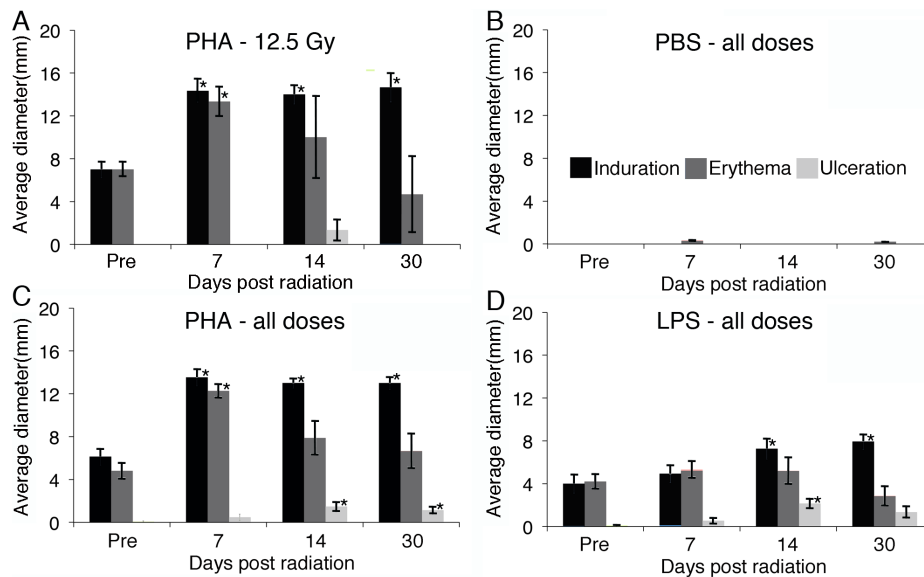 A
PHA - 12.5 Gy
Average diameter(mm)
20
16
12
8
4
0
* * * *
Pre 7 14 30
Days post radiation
B
PBS - all doses
Average diameter(mm)
20
16
12
8
4
0
Induration Erythema Ulceration
Pre 7 14 30
Days post radiation
C
PHA - all doses
Average diameter(mm)
20
16
12
8
4
0
* * * * * *
Pre 7 14 30
Days post radiation
D
LPS - all doses
Average diameter(mm)
20
16
12
8
4
0
* * *
Pre 7 14 30
Days post radiation